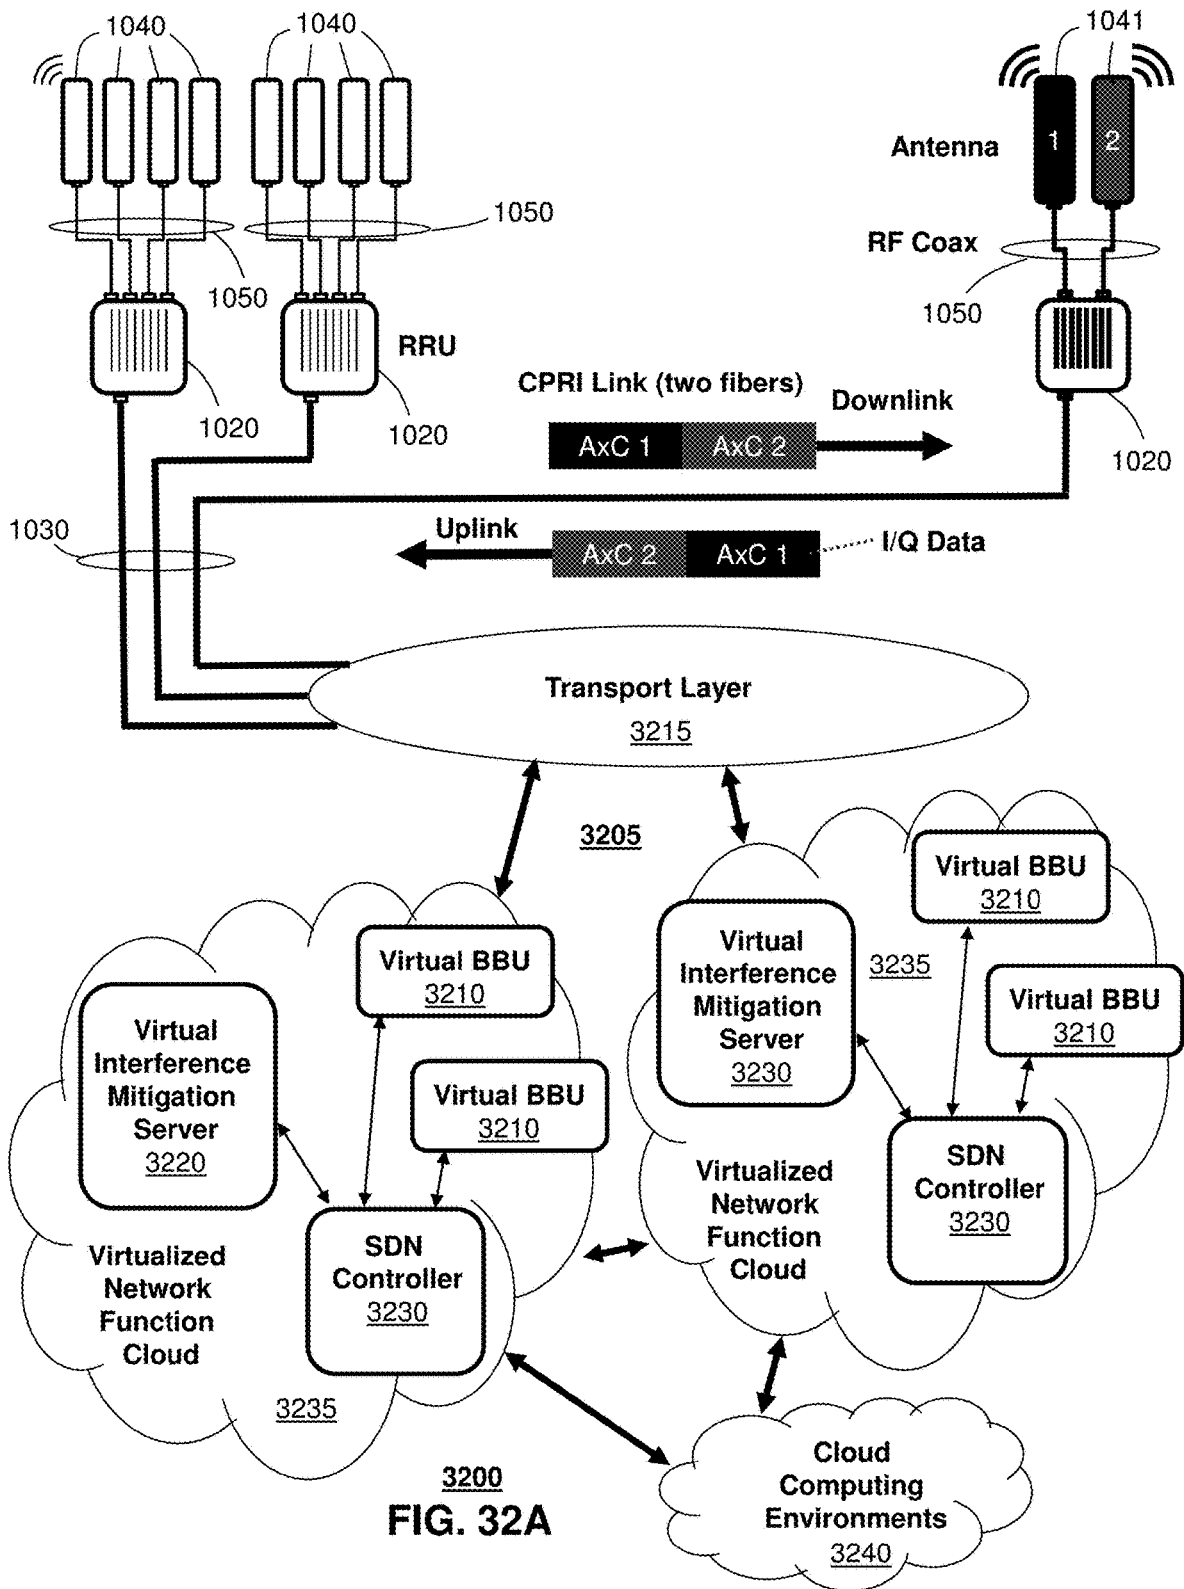 1040
1040
1041
Antenna
1
2
1050
RF Coax
1050
1050
RRU
CPRI Link (two fibers)
Downlink
1020
1020
AxC 1
AxC 2
1020
1030
Uplink
AxC 2
AxC 1
I/Q Data
Transport Layer
3215
3205
Virtual BBU
3210
Virtual
Interference
Mitigation
Server
3230
3235
Virtual BBU
3210
Virtual BBU
3210
Virtual
Interference
Mitigation
Server
3220
Virtual BBU
3210
SDN
Controller
3230
Virtualized
Network
Function
Cloud
SDN
Controller
3230
Virtualized
Network
Function
Cloud
3235
Cloud
Computing
Environments
3240
3200
FIG. 32A